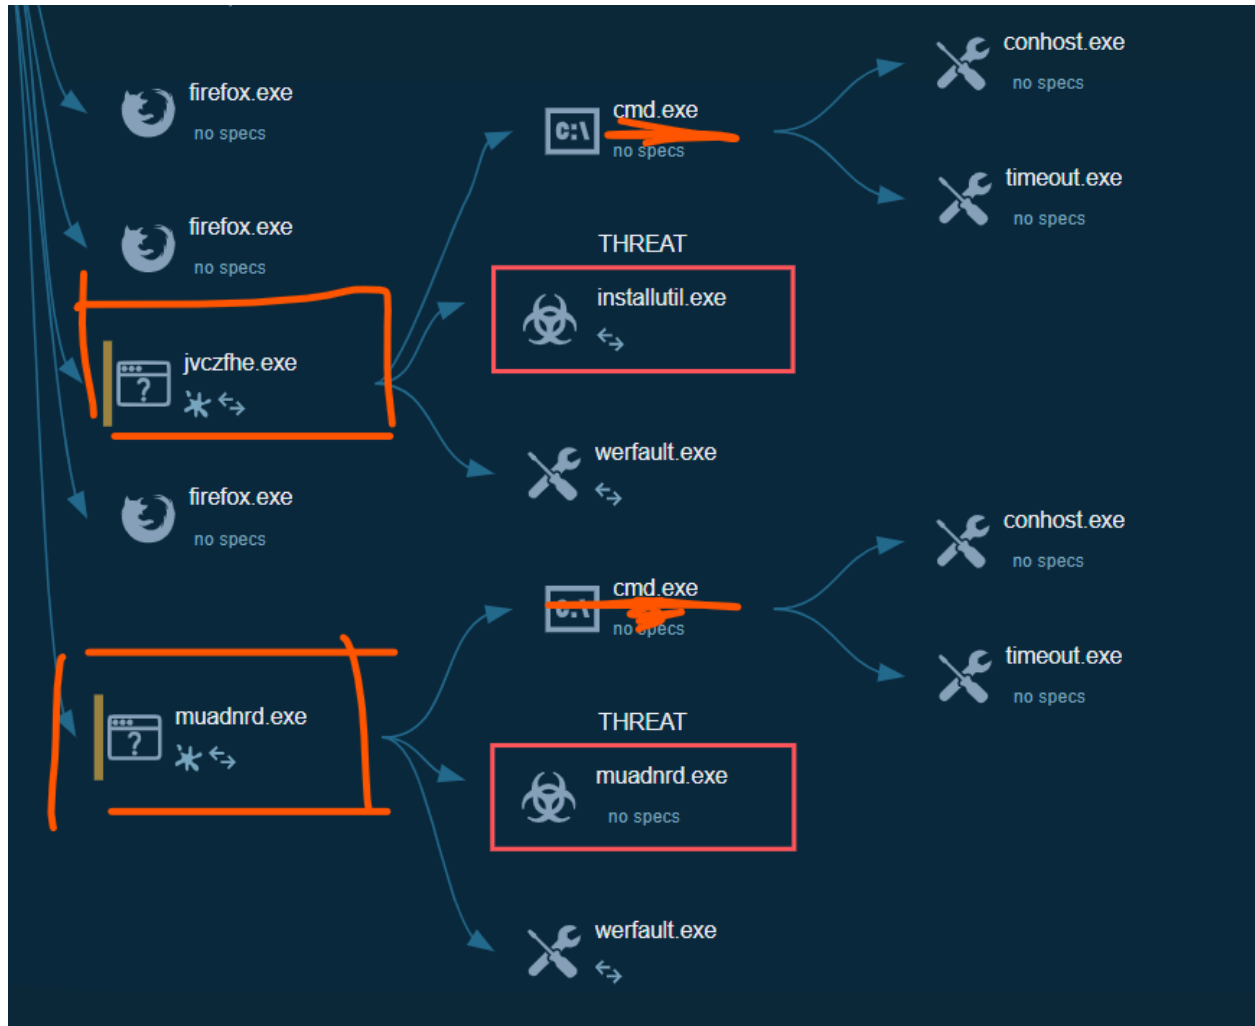 firefox.exe
no specs
firefox.exe
no specs
jvczfhe.exe
firefox.exe
no specs
muadnrd.exe
C:\
cmd.exe
no specs
THREAT
installutil.exe
werfault.exe
C:\
cmd.exe
no specs
THREAT
muadnrd.exe
no specs
werfault.exe
conhost.exe
no specs
timeout.exe
no specs
conhost.exe
no specs
timeout.exe
no specs